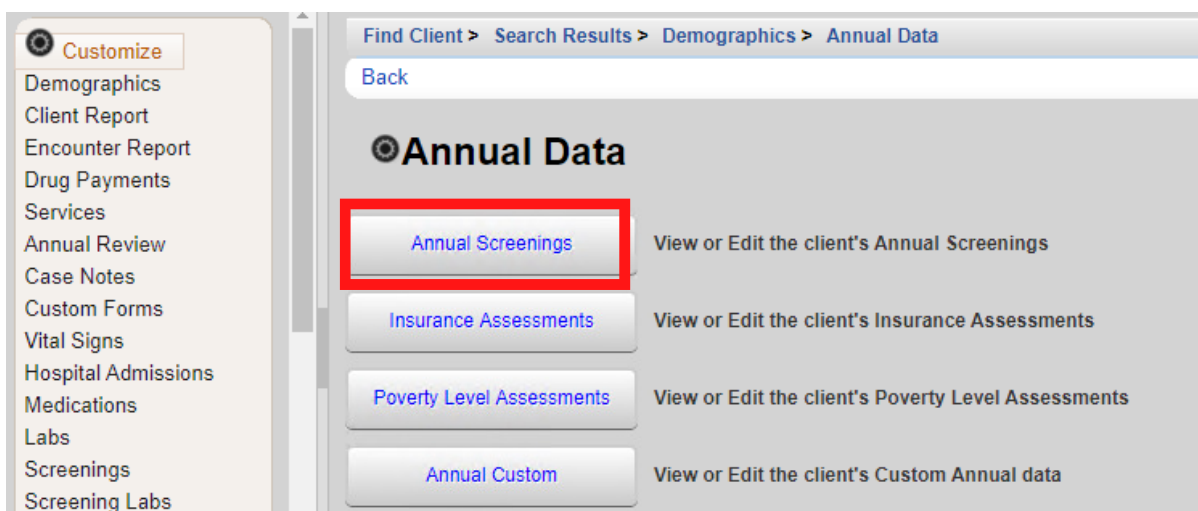 Customize
Demographics
Client Report
Encounter Report
Drug Payments
Services
Annual Review
Case Notes
Custom Forms
Vital Signs
Hospital Admissions
Medications
Labs
Screenings
Screening Labs
Find Client > Search Results > Demographics > Annual Data
Back
Annual Data
Annual Screenings View or Edit the client's Annual Screenings
Insurance Assessments View or Edit the client's Insurance Assessments
Poverty Level Assessments View or Edit the client's Poverty Level Assessments
Annual Custom View or Edit the client's Custom Annual data